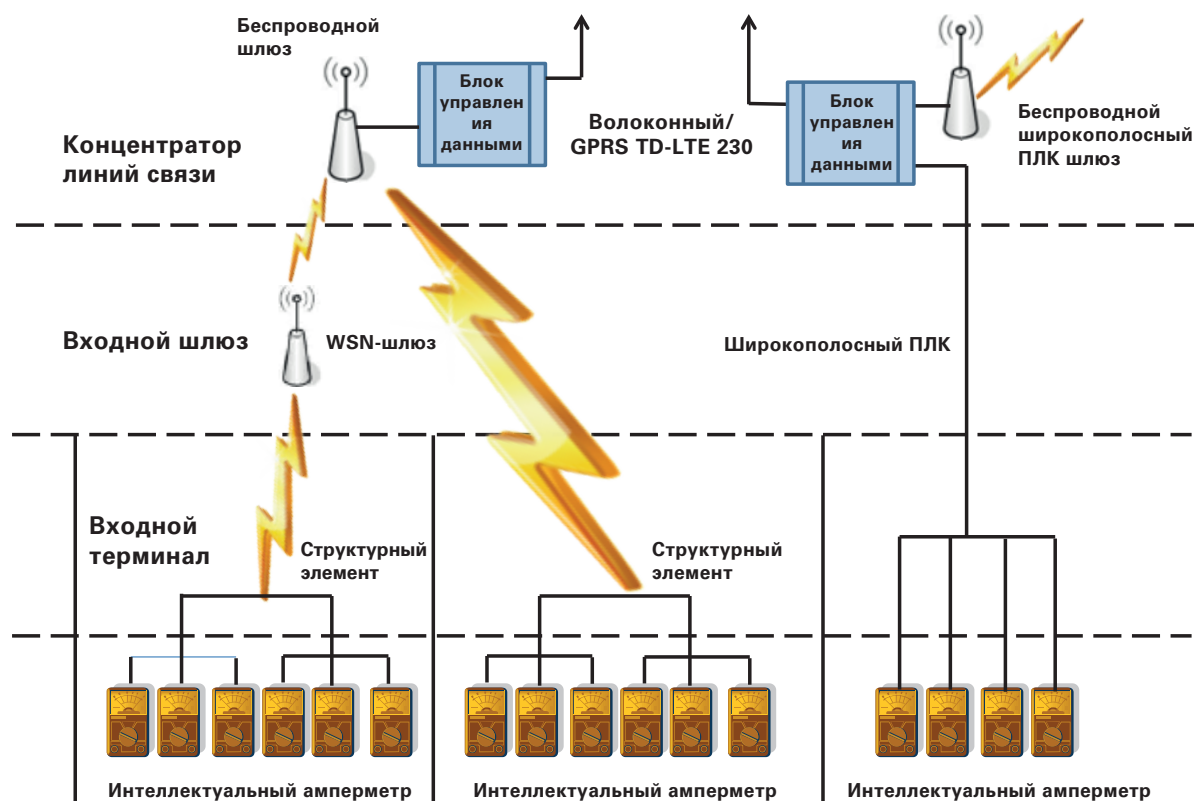 Беспроводной
шлюз
Блок
управлен
ия
данными
Волоконный/
GPRS TD-LTE 230
Блок
управлен
ия
данными
Беспроводной
широкополосный
ПЛК шлюз
Концентратор
линий связи
Входной шлюз
WSN-шлюз
Широкополосный ПЛК
Входной
терминал
Структурный
элемент
Структурный
элемент
Интеллектуальный амперметр
Интеллектуальный амперметр
Интеллектуальный амперметр